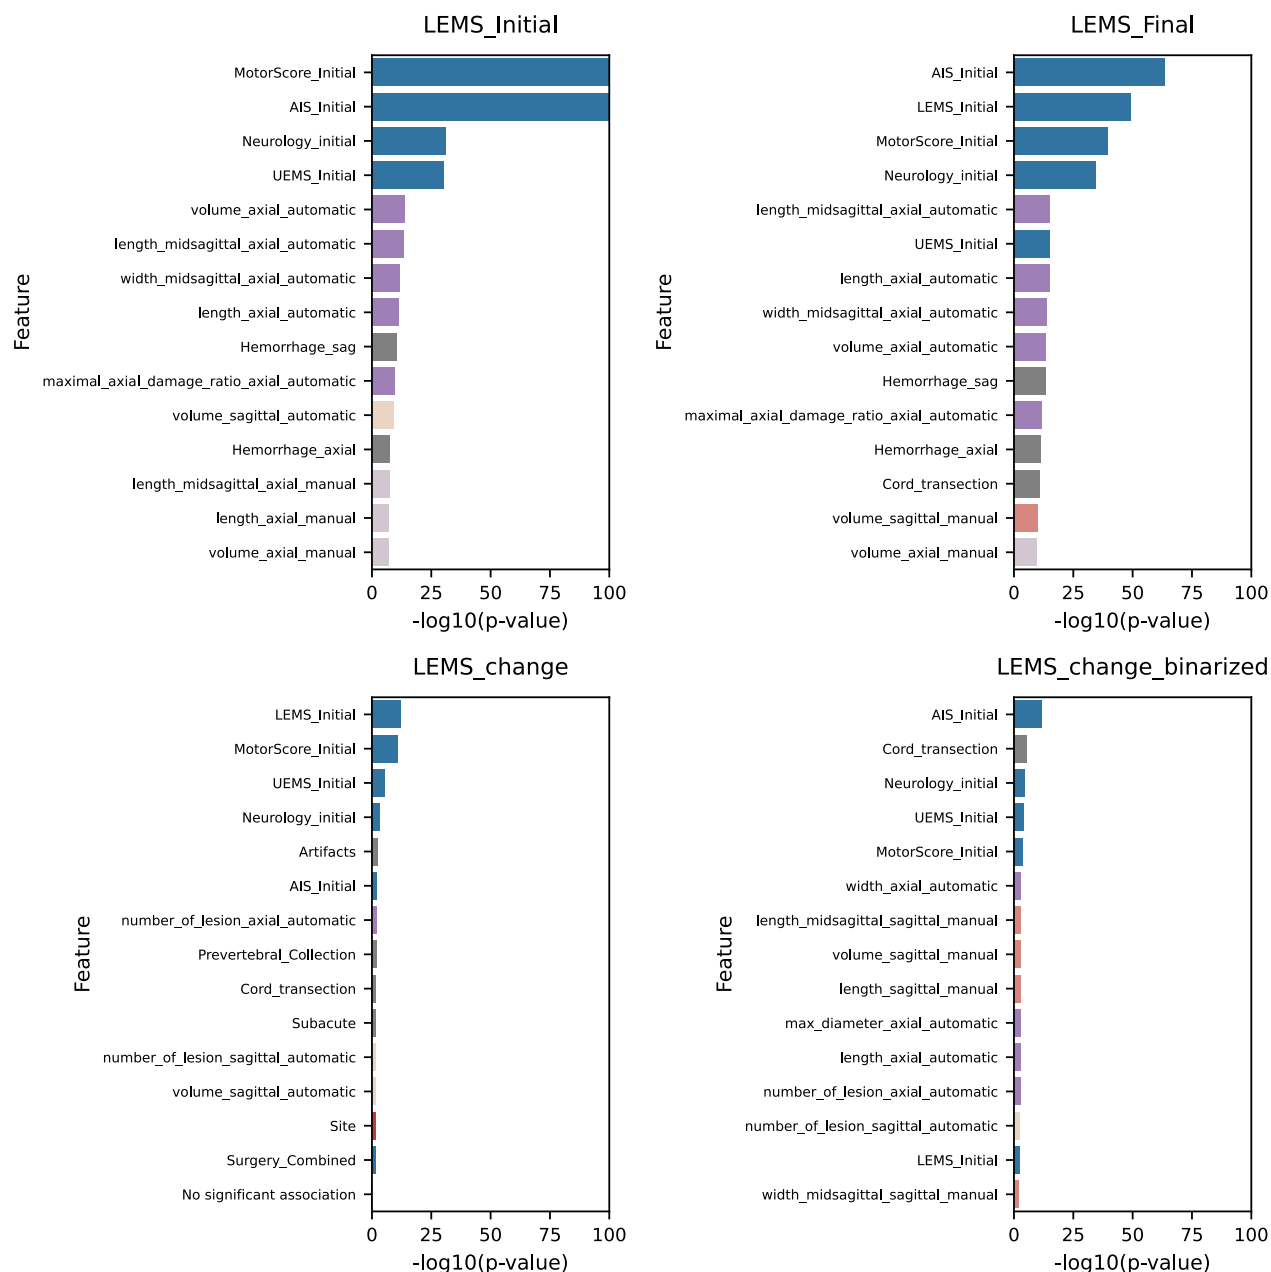 LEMS_Initial
Feature
MotorScore_Initial
AIS_Initial
Neurology_initial
UEMS_Initial
volume_axial_automatic
length_midsagittal_axial_automatic
width_midsagittal_axial_automatic
length_axial_automatic
Hemorrhage_sag
maximal_axial_damage_ratio_axial_automatic
volume_sagittal_automatic
Hemorrhage_axial
length_midsagittal_axial_manual
length_axial_manual
volume_axial_manual
0 25 50 75 100
-log10(p-value)
LEMS_Final
Feature
AIS_Initial
LEMS_Initial
MotorScore_Initial
Neurology_initial
length_midsagittal_axial_automatic
UEMS_Initial
length_axial_automatic
width_midsagittal_axial_automatic
volume_axial_automatic
Hemorrhage_sag
maximal_axial_damage_ratio_axial_automatic
Hemorrhage_axial
Cord_transection
volume_sagittal_manual
volume_axial_manual
0 25 50 75 100
-log10(p-value)
LEMS_change
Feature
LEMS_Initial
MotorScore_Initial
UEMS_Initial
Neurology_initial
Artifacts
AIS_Initial
number_of_lesion_axial_automatic
Prevertebral_Collection
Cord_transection
Subacute
number_of_lesion_sagittal_automatic
volume_sagittal_automatic
Site
Surgery_Combined
No significant association
0 25 50 75 100
-log10(p-value)
LEMS_change_binarized
Feature
AIS_Initial
Cord_transection
Neurology_initial
UEMS_Initial
MotorScore_Initial
width_axial_automatic
length_midsagittal_sagittal_manual
volume_sagittal_manual
length_sagittal_manual
max_diameter_axial_automatic
length_axial_automatic
number_of_lesion_axial_automatic
number_of_lesion_sagittal_automatic
LEMS_Initial
width_midsagittal_sagittal_manual
0 25 50 75 100
-log10(p-value)